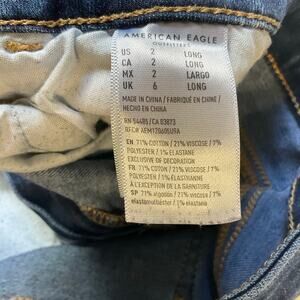 AMERICAN EAGLE
OUTFITTERS
US 2 LONG
CA 2 LONG
MX 2 LARGO
UK 6 LONG
MADE IN CHINA / FABRIQUÉ EN CHINE /
HECHO EN CHINA
RN 54485/CA 03873
EN 71% COTTON / 21% VISCOSE / 7%
POLYESTER / 1% ELASTANE
EXCLUSIVE OF DECORATION
FR 71% COTON / 21% VISCOSE / 7%
POLYESTER / 1% ÉLASTHANNE
À L'EXCEPTION DE LA GARNITURE
SP 71% algodón / 21% viscosa / 7%
/ 1% elastano